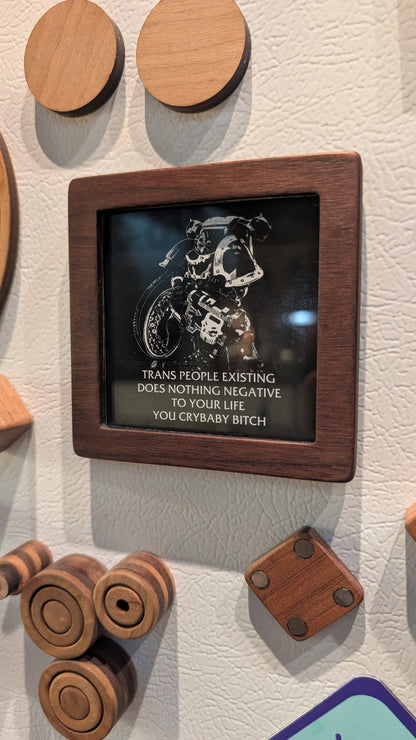 TRANS PEOPLE EXISTING
DOES NOTHING NEGATIVE
TO YOUR LIFE
YOU CRYBABY BITCH